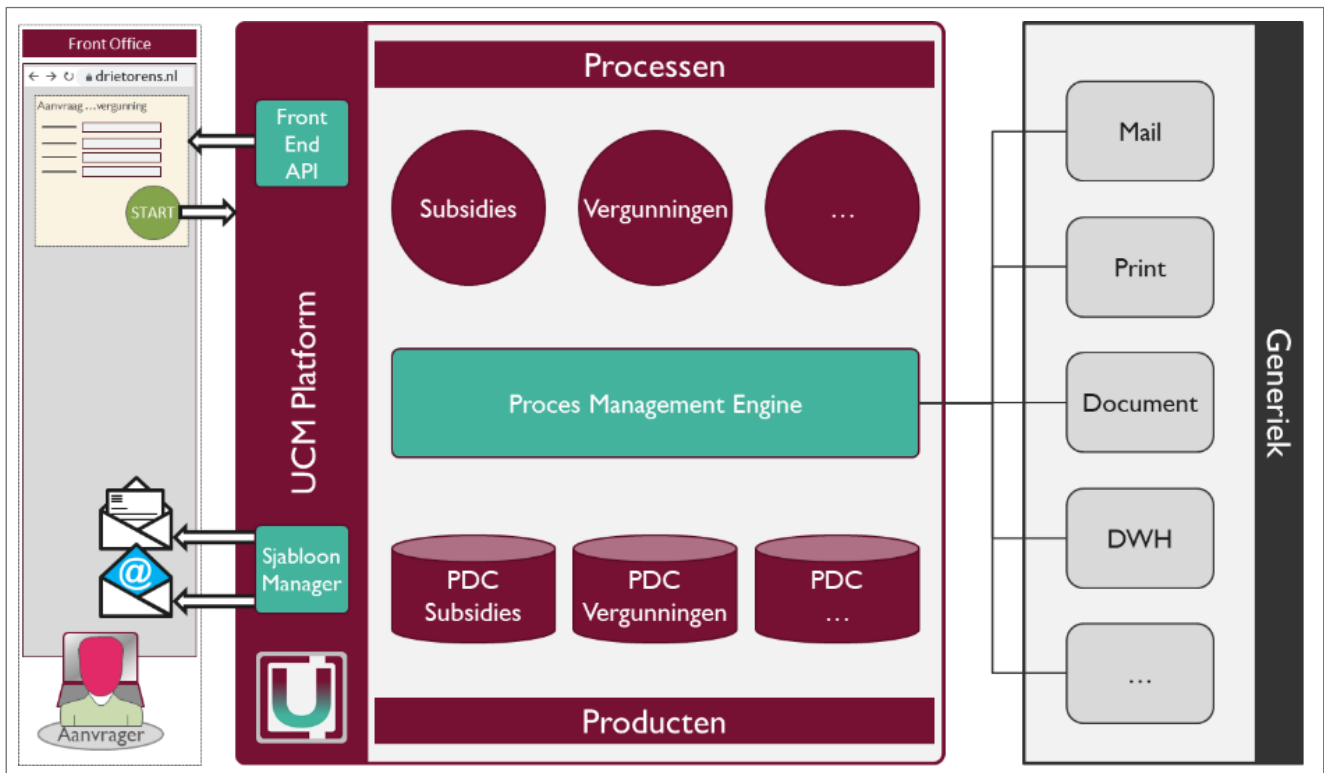 Front Office
drietorens.nl
Aanvraag ...vergunning
START
@
Aanvrager
UCM Platform
Front
End
API
Sjabloon
Manager
U
Processen
Subsidies
Vergunningen
...
Proces Management Engine
PDC
Subsidies
PDC
Vergunningen
PDC
...
Producten
Mail
Print
Document
DWH
...
Generiek